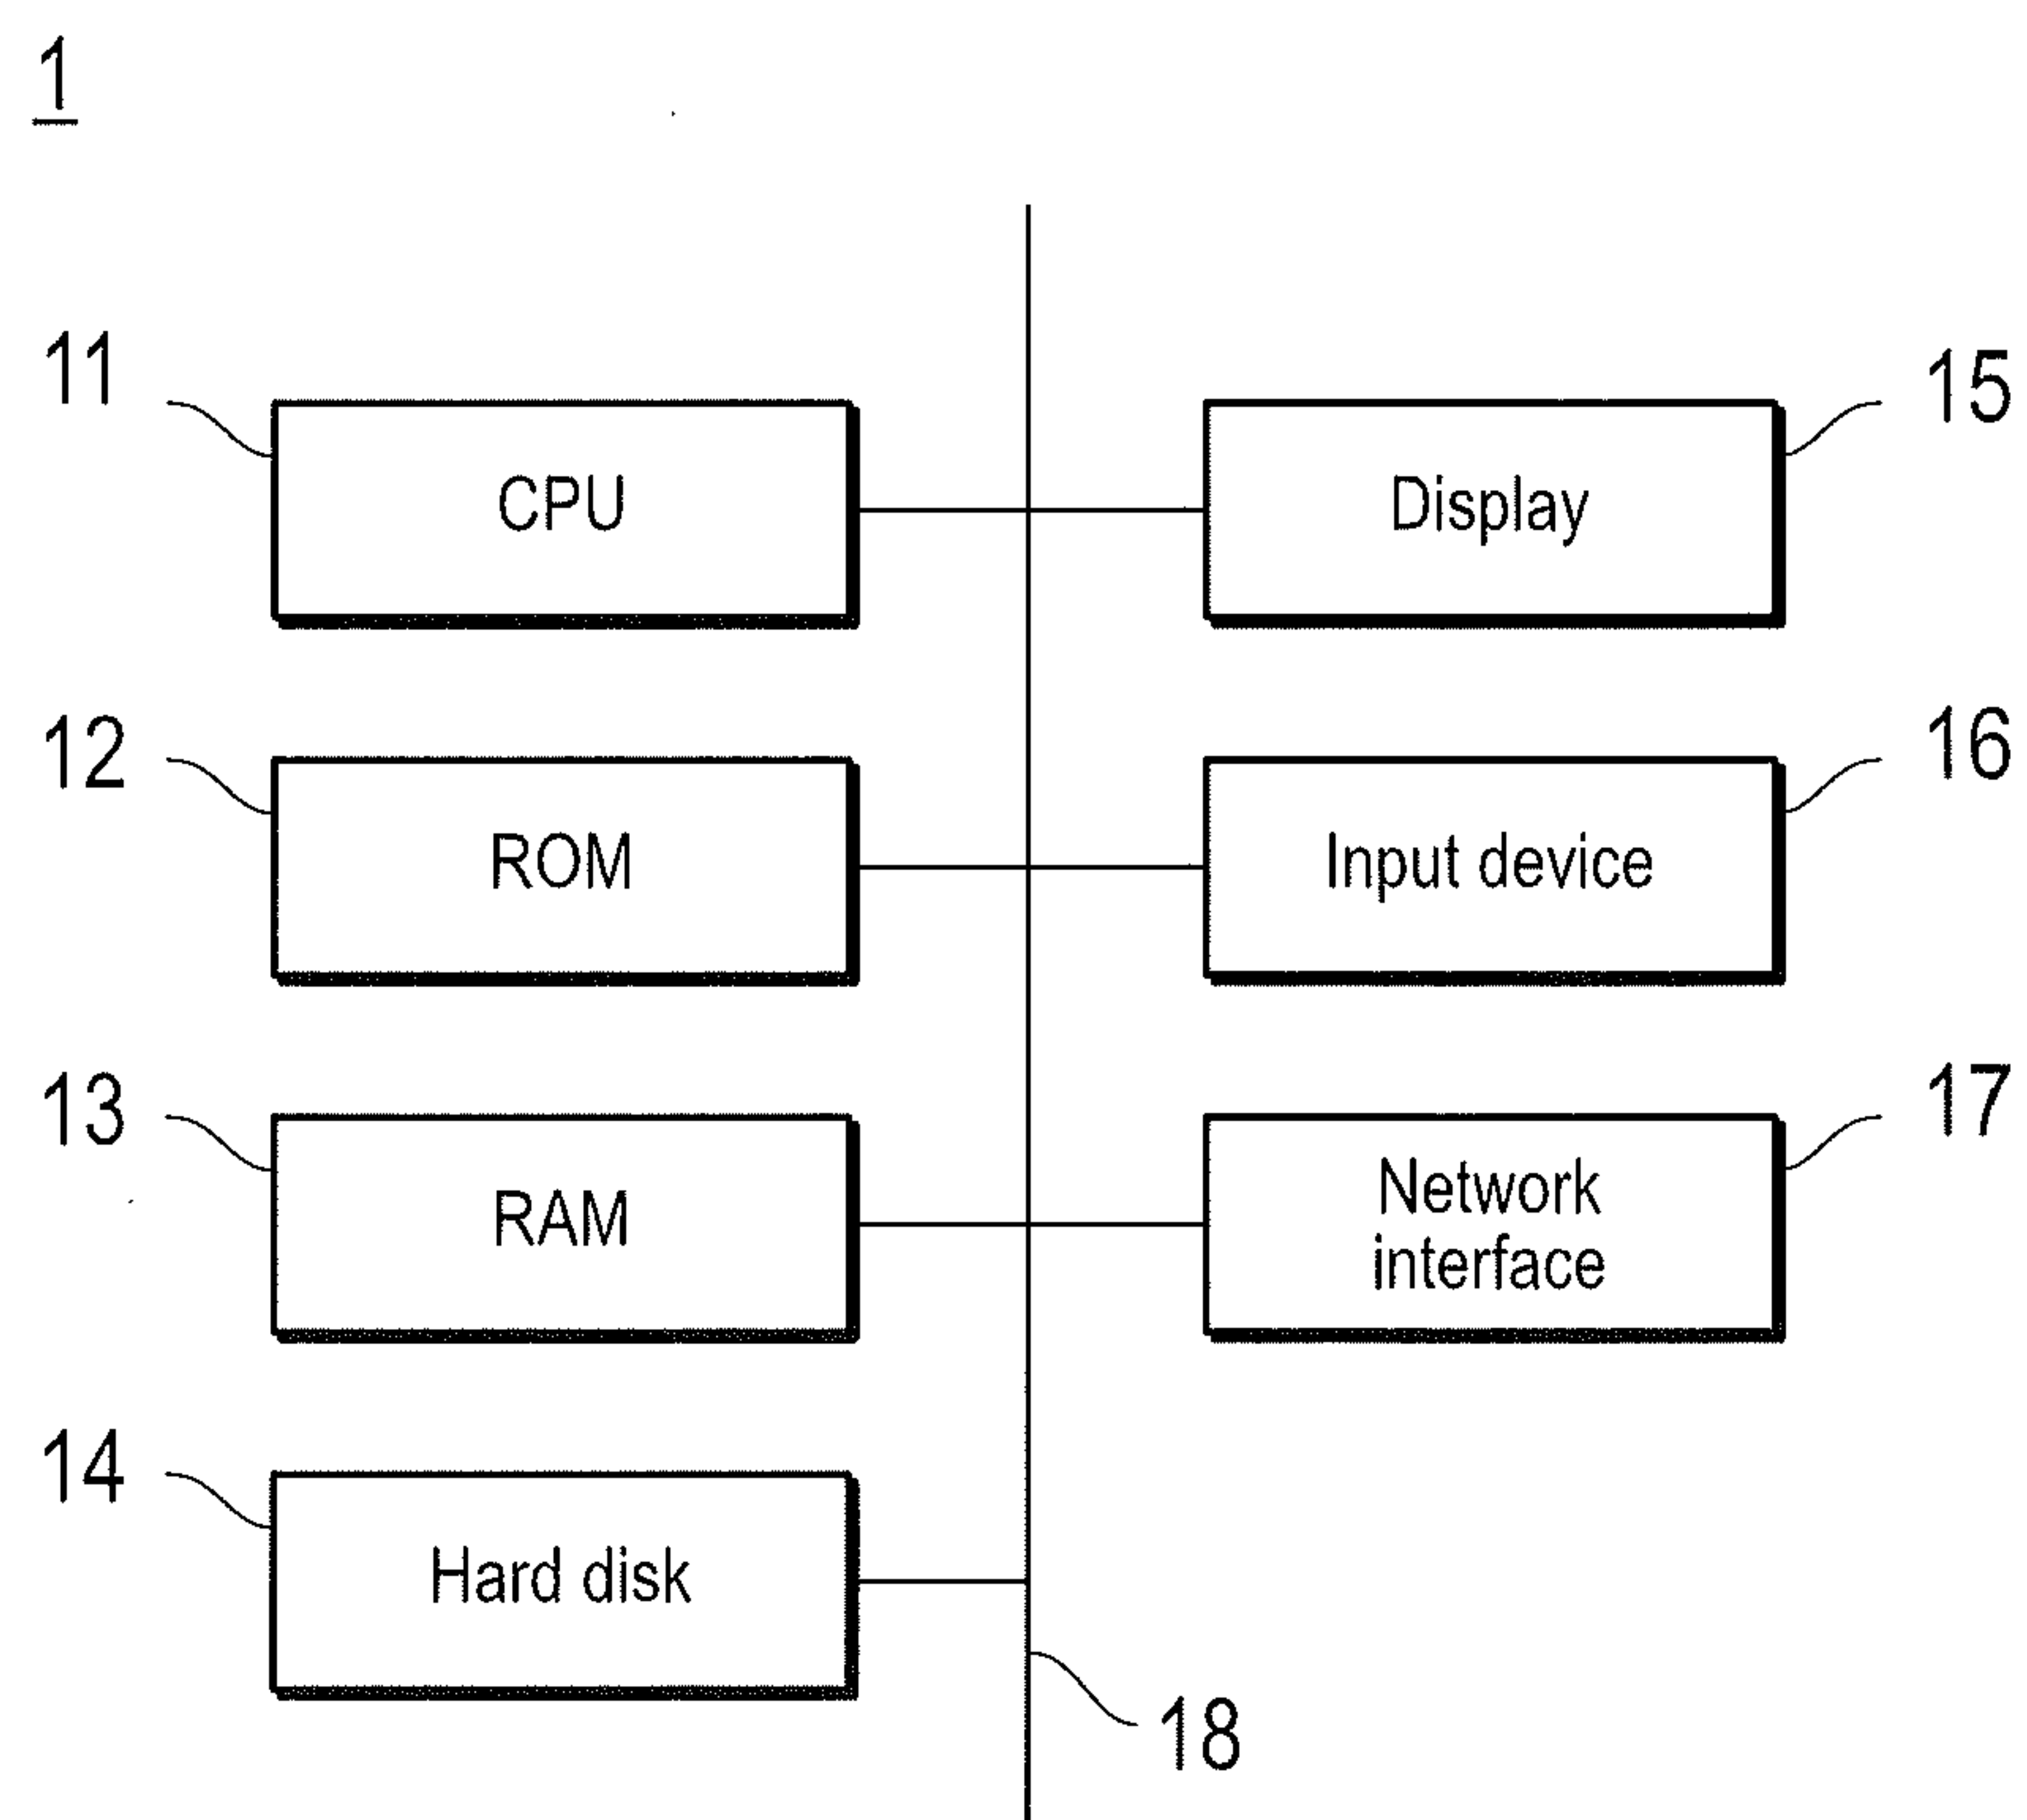 1
11
CPU
Display
15
12
ROM
Input device
16
13
RAM
Network
interface
17
14
Hard disk
18